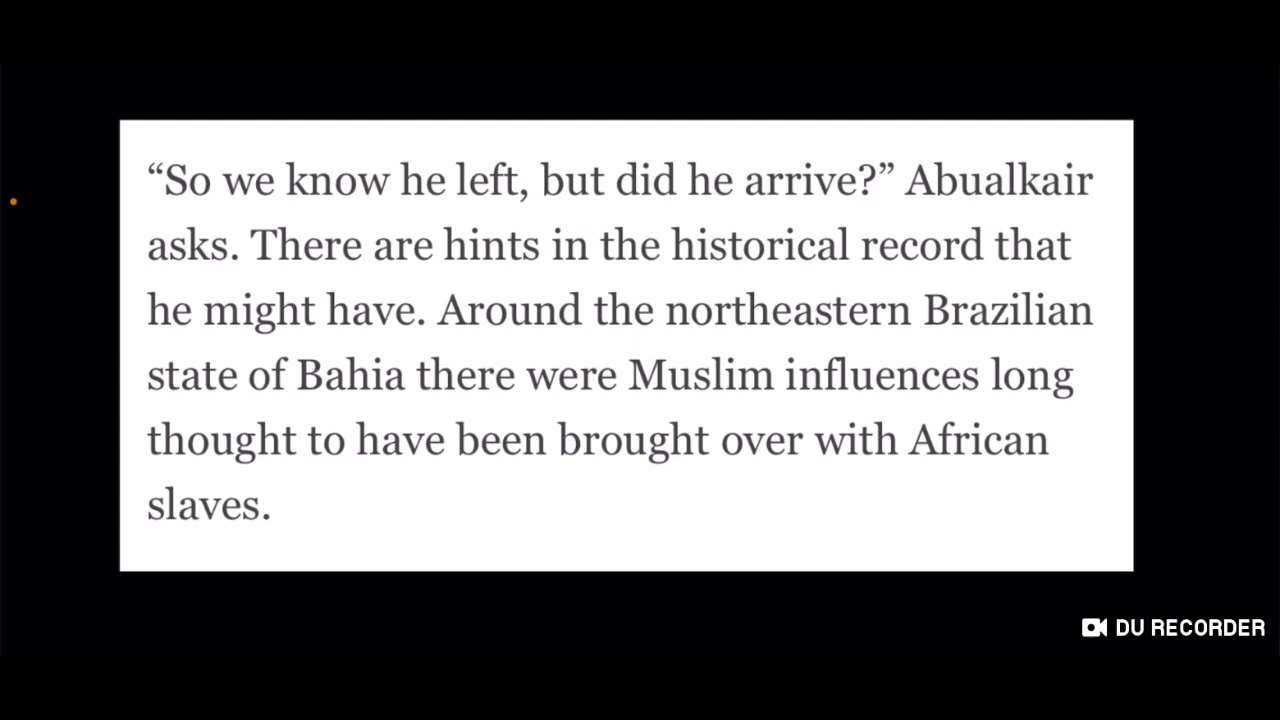 “So we know he left, but did he arrive?” Abualkair
asks. There are hints in the historical record that
he might have. Around the northeastern Brazilian
state of Bahia there were Muslim influences long
thought to have been brought over with African
slaves.
DU RECORDER